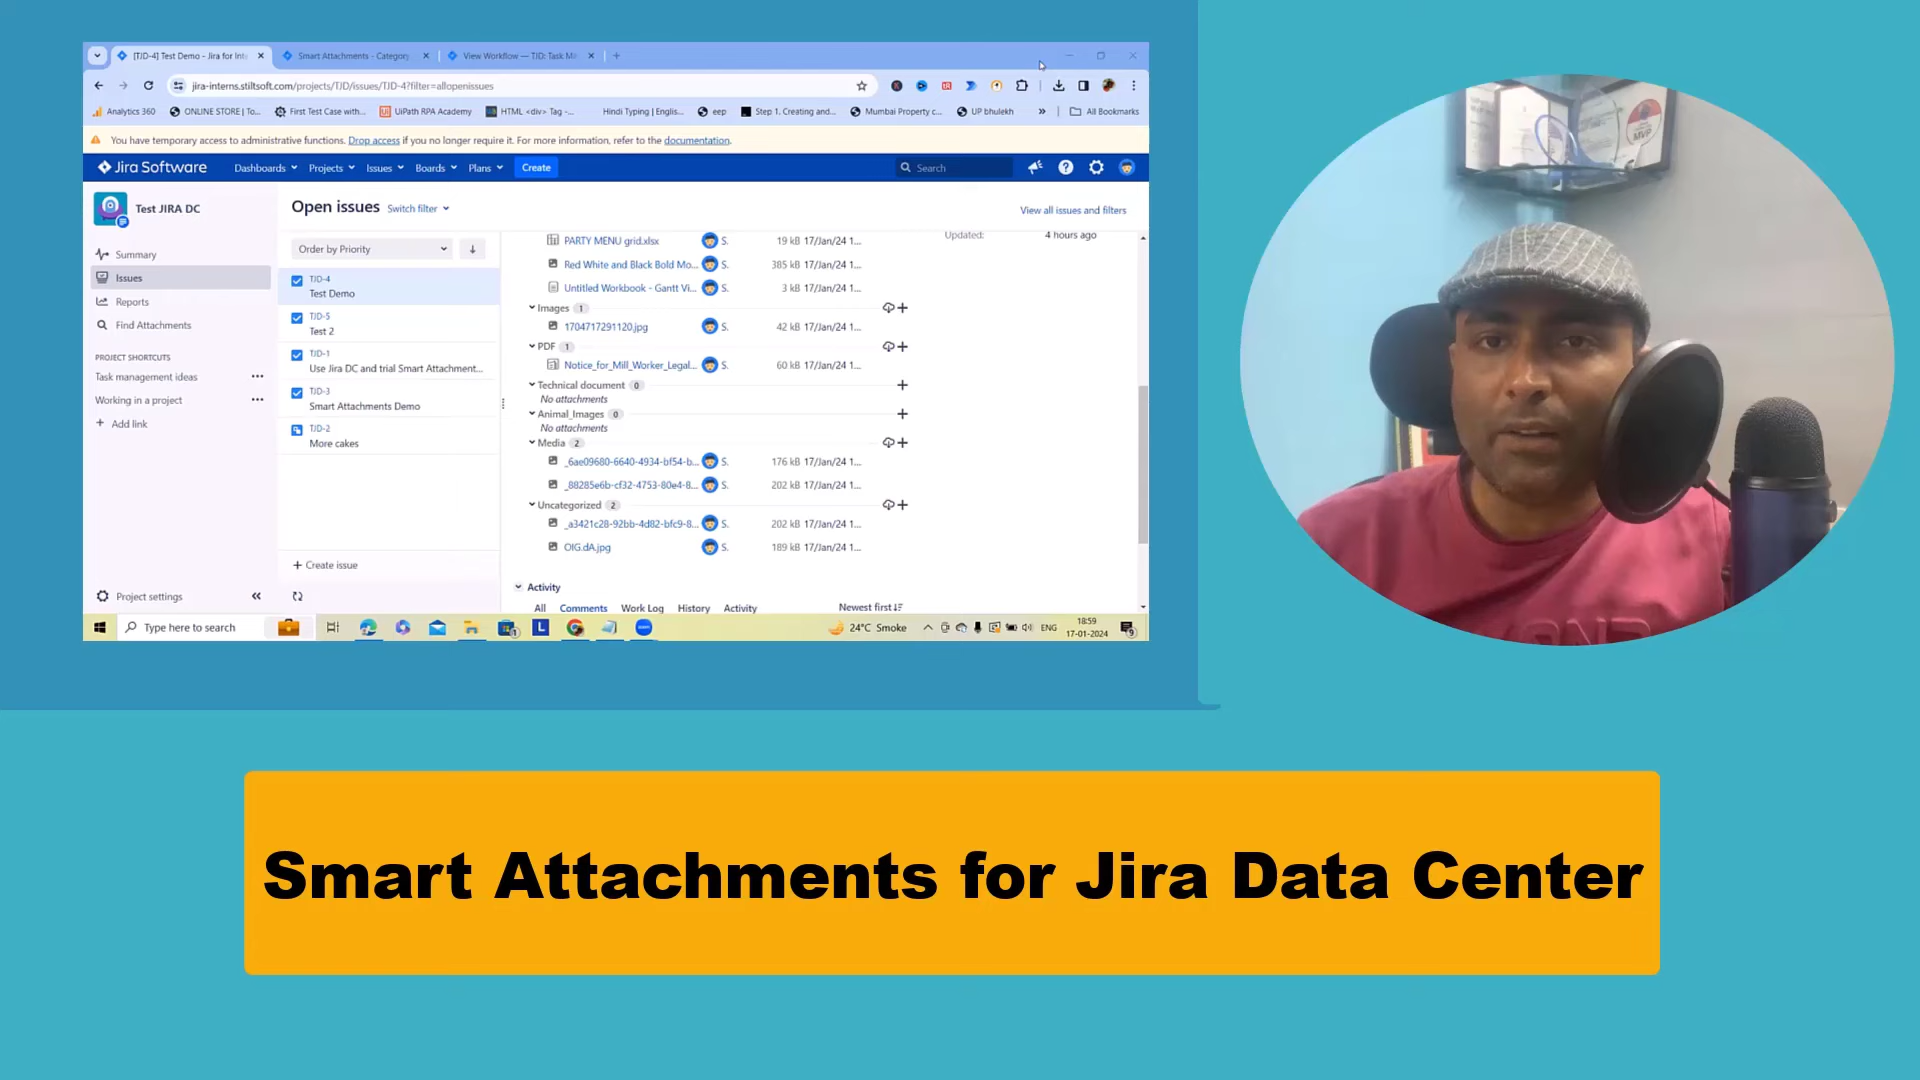 [TJD-4] Test Demo - Jira for Inte
Smart Attachments - Category
View Workflow — TJD: Task Ma
jira-interns.stiltsoft.com/projects/TJD/issues/TJD-4?filter=allopenissues
Analytics 360
ONLINE STORE | To...
First Test Case with...
UiPath RPA Academy
HTML <div> Tag -...
Hindi Typing | Englis...
eep
Step 1. Creating and...
Mumbai Property c...
UP bhulekh
»
All Bookmarks
You have temporary access to administrative functions. Drop access if you no longer require it. For more information, refer to the documentation.
Jira Software
Dashboards
Projects
Issues
Boards
Plans
Create
Search
Test JIRA DC
Summary
Issues
Reports
Find Attachments
PROJECT SHORTCUTS
Task management ideas
Working in a project
+ Add link
Project settings
Open issues
Switch filter
View all issues and filters
Order by Priority
TJD-4
Test Demo
TJD-5
Test 2
TJD-1
Use Jira DC and trial Smart Attachment...
TJD-3
Smart Attachments Demo
TJD-2
More cakes
+ Create issue
Updated: 4 hours ago
PARTY MENU grid.xlsx S. 19 kB 17/Jan/24 1...
Red White and Black Bold Mo... S. 385 kB 17/Jan/24 1...
Untitled Workbook - Gantt Vi... S. 3 kB 17/Jan/24 1...
Images 1
1704717291120.jpg S. 42 kB 17/Jan/24 1...
PDF 1
Notice_for_Mill_Worker_Legal... S. 60 kB 17/Jan/24 1...
Technical document 0
No attachments
Animal_Images 0
No attachments
Media 2
_6ae09680-6640-4934-bf54-b... S. 176 kB 17/Jan/24 1...
_88285e6b-cf32-4753-80e4-8... S. 202 kB 17/Jan/24 1...
Uncategorized 2
_a3421c28-92bb-4d82-bfc9-8... S. 202 kB 17/Jan/24 1...
OIG.dA.jpg S. 189 kB 17/Jan/24 1...
Activity
All Comments Work Log History Activity
Newest first
Type here to search
24°C Smoke
ENG
18:59
17-01-2024
MVP
Smart Attachments for Jira Data Center